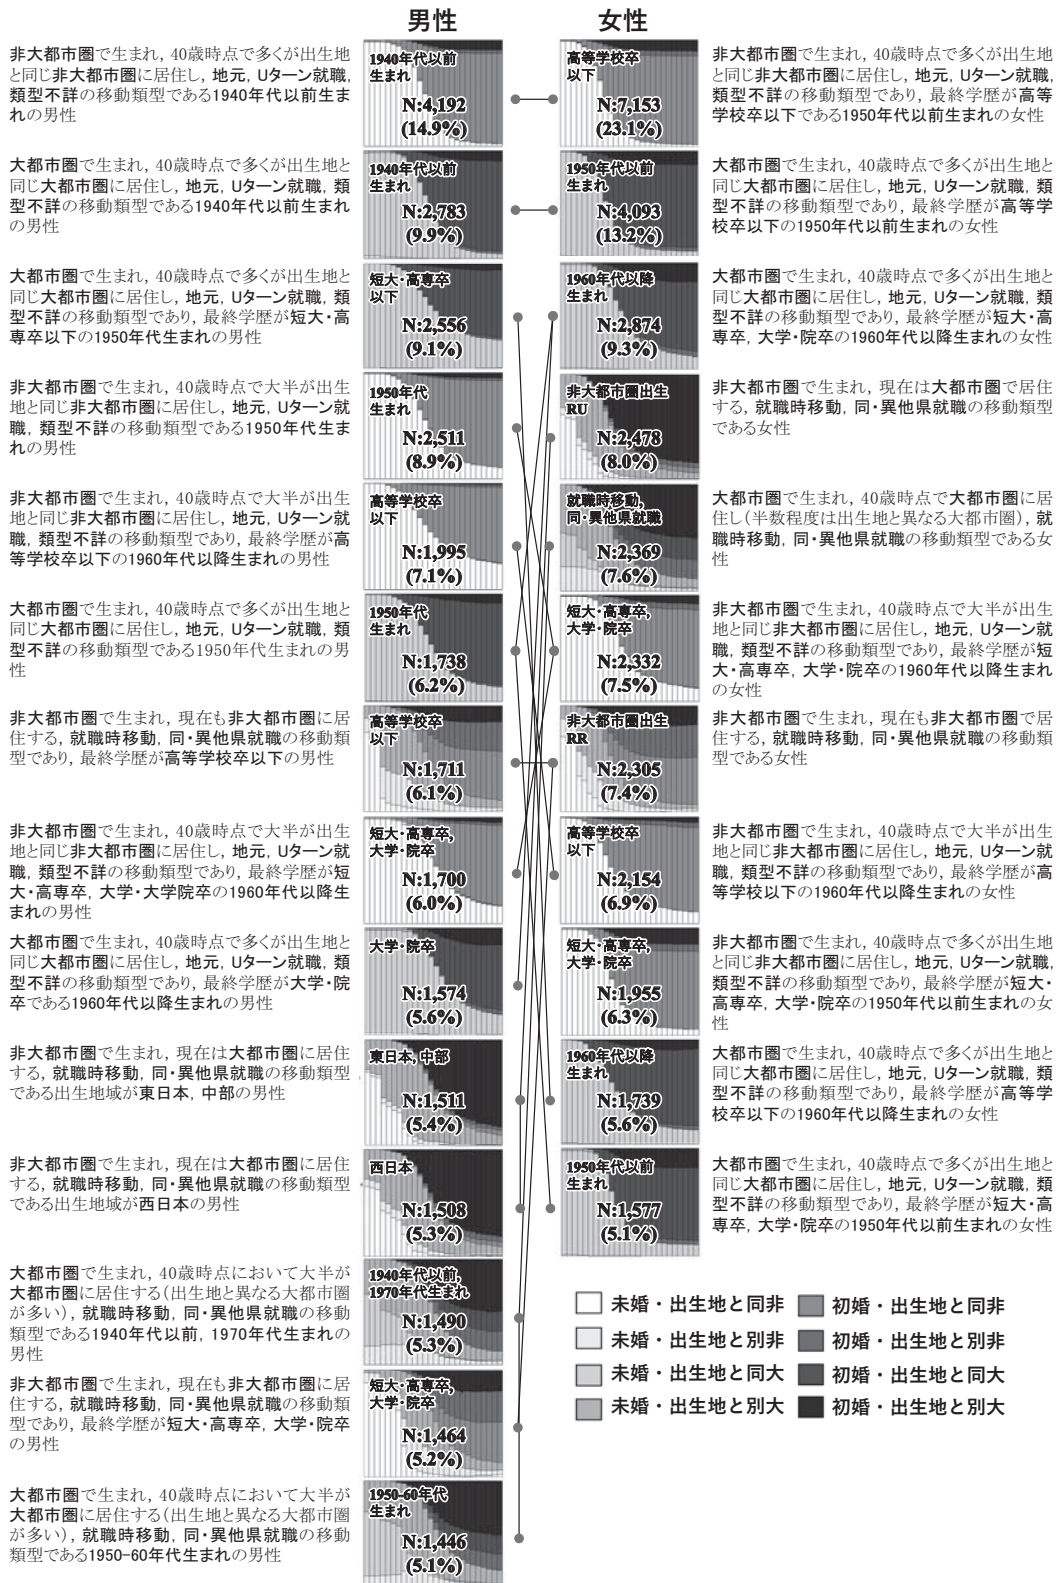 男性
女性
非大都市圏で生まれ，40歳時点で多くが出生地
と同じ非大都市圏に居住し，地元，Uターン就職，
類型不詳の移動類型である1940年代以前生ま
れの男性
1940年代以前
生まれ
N:4,192
(14.9%)
高等学校卒
以下
N:7,153
(23.1%)
非大都市圏で生まれ，40歳時点で多くが出生地
と同じ非大都市圏に居住し，地元，Uターン就職，
類型不詳の移動類型であり，最終学歴が高等
学校卒以下である1950年代以前生まれの女性
大都市圏で生まれ，40歳時点で多くが出生地と
同じ大都市圏に居住し，地元，Uターン就職，類
型不詳の移動類型である1940年代以前生まれ
の男性
1940年代以前
生まれ
N:2,783
(9.9%)
1950年代以前
生まれ
N:4,093
(13.2%)
大都市圏で生まれ，40歳時点で多くが出生地と
同じ大都市圏に居住し，地元，Uターン就職，類
型不詳の移動類型であり，最終学歴が高等学
校卒以下の1950年代以前生まれの女性
大都市圏で生まれ，40歳時点で多くが出生地と
同じ大都市圏に居住し，地元，Uターン就職，類
型不詳の移動類型であり，最終学歴が短大・高
専卒以下の1950年代生まれの男性
短大・高専卒
以下
N:2,556
(9.1%)
1960年代以降
生まれ
N:2,874
(9.3%)
大都市圏で生まれ，40歳時点で多くが出生地と
同じ大都市圏に居住し，地元，Uターン就職，類
型不詳の移動類型であり，最終学歴が短大・高
専卒，大学・院卒の1960年代以降生まれの女性
非大都市圏で生まれ，40歳時点で大半が出生
地と同じ非大都市圏に居住し，地元，Uターン就
職，類型不詳の移動類型である1950年代生ま
れの男性
1950年代
生まれ
N:2,511
(8.9%)
非大都市圏出生
RU
N:2,478
(8.0%)
非大都市圏で生まれ，現在は大都市圏で居住
する，就職時移動，同・異他県就職の移動類型
である女性
非大都市圏で生まれ，40歳時点で大半が出生
地と同じ非大都市圏に居住し，地元，Uターン就
職，類型不詳の移動類型であり，最終学歴が高
等学校卒以下の1960年代以降生まれの男性
高等学校卒
以下
N:1,995
(7.1%)
就職時移動，
同・異他県就職
N:2,369
(7.6%)
大都市圏で生まれ，40歳時点で大都市圏に居
住し（半数程度は出生地と異なる大都市圏），就
職時移動，同・異他県就職の移動類型である女
性
大都市圏で生まれ，40歳時点で多くが出生地と
同じ大都市圏に居住し，地元，Uターン就職，類
型不詳の移動類型である1950年代生まれの男
性
1950年代
生まれ
N:1,738
(6.2%)
短大・高専卒，
大学・院卒
N:2,332
(7.5%)
非大都市圏で生まれ，40歳時点で大半が出生
地と同じ非大都市圏に居住し，地元，Uターン就
職，類型不詳の移動類型であり，最終学歴が短
大・高専卒，大学・院卒の1960年代以降生まれ
の女性
非大都市圏で生まれ，現在も非大都市圏に居
住する，就職時移動，同・異他県就職の移動類
型であり，最終学歴が高等学校卒以下の男性
高等学校卒
以下
N:1,711
(6.1%)
非大都市圏出生
RR
N:2,305
(7.4%)
非大都市圏で生まれ，現在も非大都市圏で居
住する，就職時移動，同・異他県就職の移動類型
である女性
非大都市圏で生まれ，40歳時点で大半が出生
地と同じ非大都市圏に居住し，地元，Uターン就
職，類型不詳の移動類型であり，最終学歴が短
大・高専卒，大学・大学院卒の1960年代以降生
まれの男性
短大・高専卒，
大学・院卒
N:1,700
(6.0%)
高等学校卒
以下
N:2,154
(6.9%)
非大都市圏で生まれ，40歳時点で大半が出生
地と同じ非大都市圏に居住し，地元，Uターン就
職，類型不詳の移動類型であり，最終学歴が高
等学校以下の1960年代以降生まれの女性
大都市圏で生まれ，40歳時点で多くが出生地と
同じ大都市圏に居住し，地元，Uターン就職，類
型不詳の移動類型であり，最終学歴が大学・院
卒である1960年代以降生まれの男性
大学・院卒
N:1,574
(5.6%)
短大・高専卒，
大学・院卒
N:1,955
(6.3%)
非大都市圏で生まれ，40歳時点で多くが出生地
と同じ非大都市圏に居住し，地元，Uターン就職，
類型不詳の移動類型であり，最終学歴が短大・
高専卒，大学・院卒の1950年代以前生まれの女
性
非大都市圏で生まれ，現在は大都市圏に居住
する，就職時移動，同・異他県就職の移動類型
である出生地域が東日本，中部の男性
東日本，中部
N:1,511
(5.4%)
1960年代以降
生まれ
N:1,739
(5.6%)
大都市圏で生まれ，40歳時点で多くが出生地と
同じ大都市圏に居住し，地元，Uターン就職，類
型不詳の移動類型であり，最終学歴が高等学
校卒以下の1960年代以降生まれの女性
非大都市圏で生まれ，現在は大都市圏に居住
する，就職時移動，同・異他県就職の移動類型
である出生地域が西日本の男性
西日本
N:1,508
(5.3%)
1950年代以前
生まれ
N:1,577
(5.1%)
大都市圏で生まれ，40歳時点で多くが出生地と
同じ大都市圏に居住し，地元，Uターン就職，類
型不詳の移動類型であり，最終学歴が短大・高
専卒，大学・院卒の1950年代以前生まれの女性
大都市圏で生まれ，40歳時点において大半が
大都市圏に居住する（出生地と異なる大都市圏
が多い），就職時移動，同・異他県就職の移動
類型である1940年代以前，1970年代生まれの
男性
1940年代以前，
1970年代生まれ
N:1,490
(5.3%)
非大都市圏で生まれ，現在も非大都市圏に居
住する，就職時移動，同・異他県就職の移動類
型であり，最終学歴が短大・高専卒，大学・院卒
の男性
短大・高専卒，
大学・院卒
N:1,464
(5.2%)
大都市圏で生まれ，40歳時点において大半が
大都市圏に居住する（出生地と異なる大都市圏
が多い），就職時移動，同・異他県就職の移動
類型である1950-60年代生まれの男性
1950-60年代
生まれ
N:1,446
(5.1%)
未婚・出生地と同非
初婚・出生地と同非
未婚・出生地と別非
初婚・出生地と別非
未婚・出生地と同大
初婚・出生地と同大
未婚・出生地と別大
初婚・出生地と別大